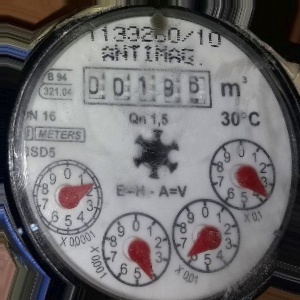 1133260/10
ANTIMAG.
B 94
321.04
00196 m³
N 16
Qn 1,5
30°C
METERS
SD5
B-H - A=V
X 0,0001
X 0,001
X 0,01
X 0,1